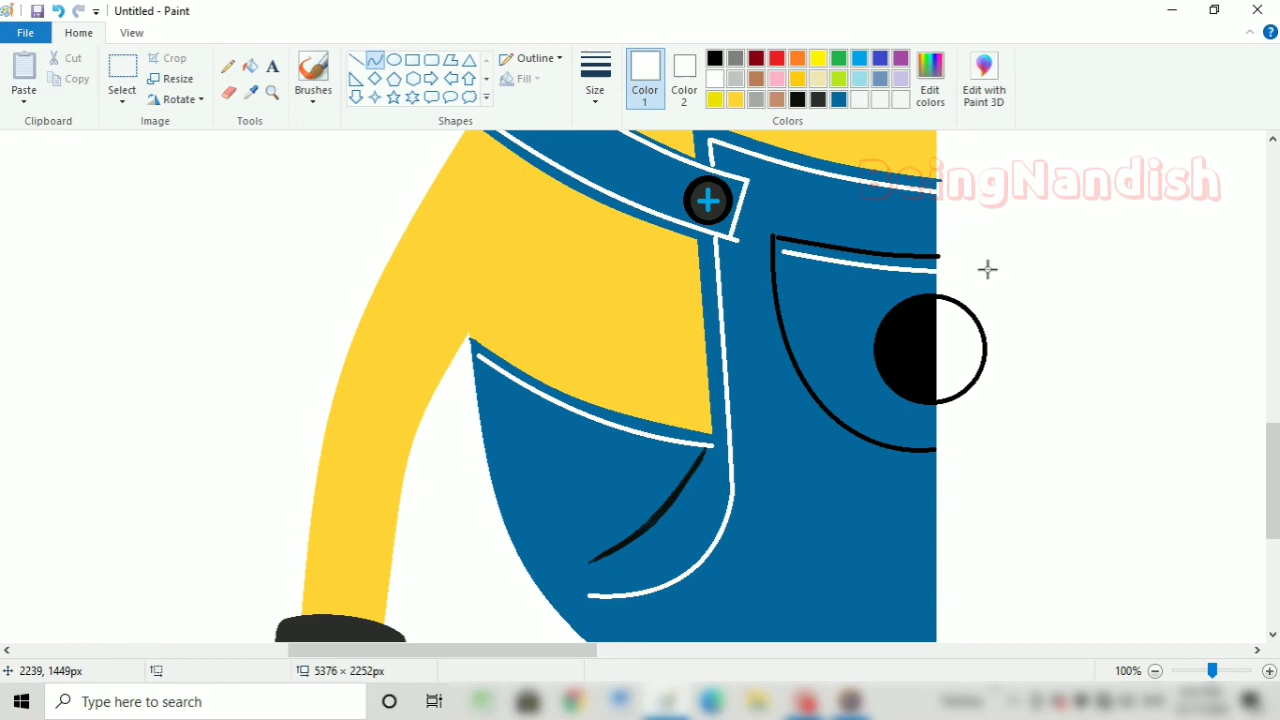 Untitled - Paint
File
Home
View
Paste
Cut
Copy
Clipboard
Select
Crop
Resize
Rotate
Image
Tools
Brushes
Shapes
Outline
Fill
Size
Color 1
Color 2
Colors
Edit colors
Edit with Paint 3D
DoingNandish
2239, 1449px
5376 × 2252px
100%
Type here to search